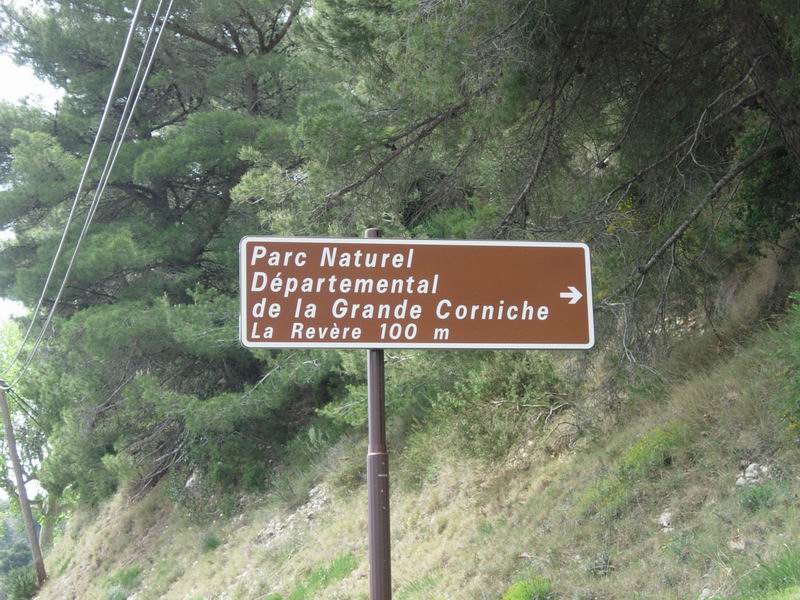 Parc Naturel
Départemental
de la Grande Corniche
La Revère 100 m